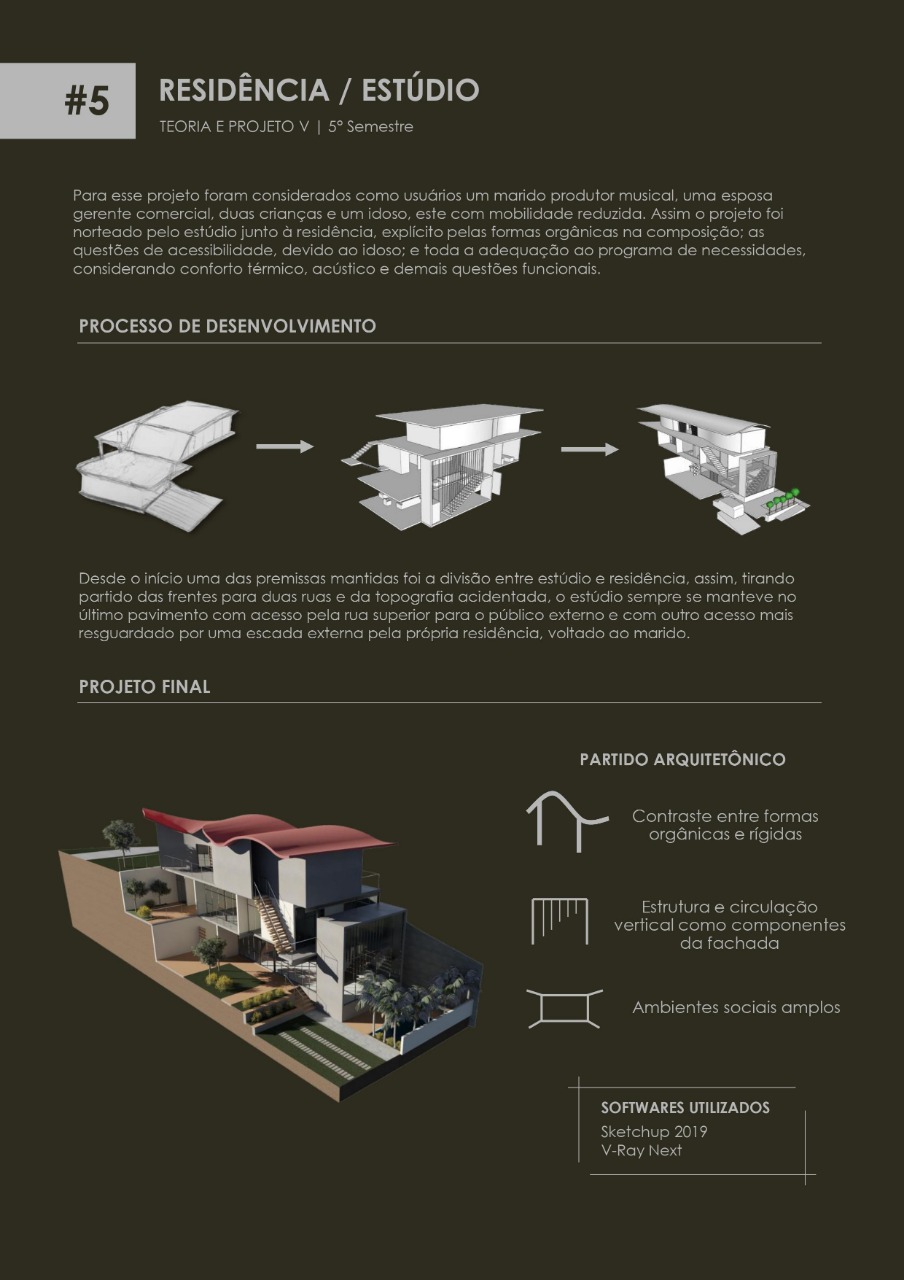 #5
RESIDÊNCIA / ESTÚDIO
TEORIA E PROJETO V | 5° Semestre
Para esse projeto foram considerados como usuários um marido produtor musical, uma esposa
gerente comercial, duas crianças e um idoso, este com mobilidade reduzida. Assim o projeto foi
norteado pelo estúdio junto à residência, explícito pelas formas orgânicas na composição; as
questões de acessibilidade, devido ao idoso; e toda a adequação ao programa de necessidades,
considerando conforto térmico, acústico e demais questões funcionais.
PROCESSO DE DESENVOLVIMENTO
Desde o início uma das premissas mantidas foi a divisão entre estúdio e residência, assim, tirando
partido das frentes para duas ruas e da topografia acidentada, o estúdio sempre se manteve no
último pavimento com acesso pela rua superior para o público externo e com outro acesso mais
resguardado por uma escada externa pela própria residência, voltado ao marido.
PROJETO FINAL
PARTIDO ARQUITETÔNICO
Contraste entre formas
orgânicas e rígidas
Estrutura e circulação
vertical como componentes
da fachada
Ambientes sociais amplos
SOFTWARES UTILIZADOS
Sketchup 2019
V-Ray Next